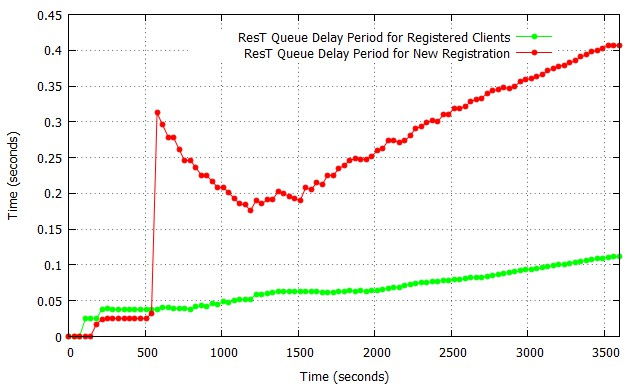 0.45
0.4
0.35
0.3
0.25
0.2
0.15
0.1
0.05
0
Time (seconds)
ResT Queue Delay Period for Registered Clients
ResT Queue Delay Period for New Registration
0 500 1000 1500 2000 2500 3000 3500
Time (seconds)